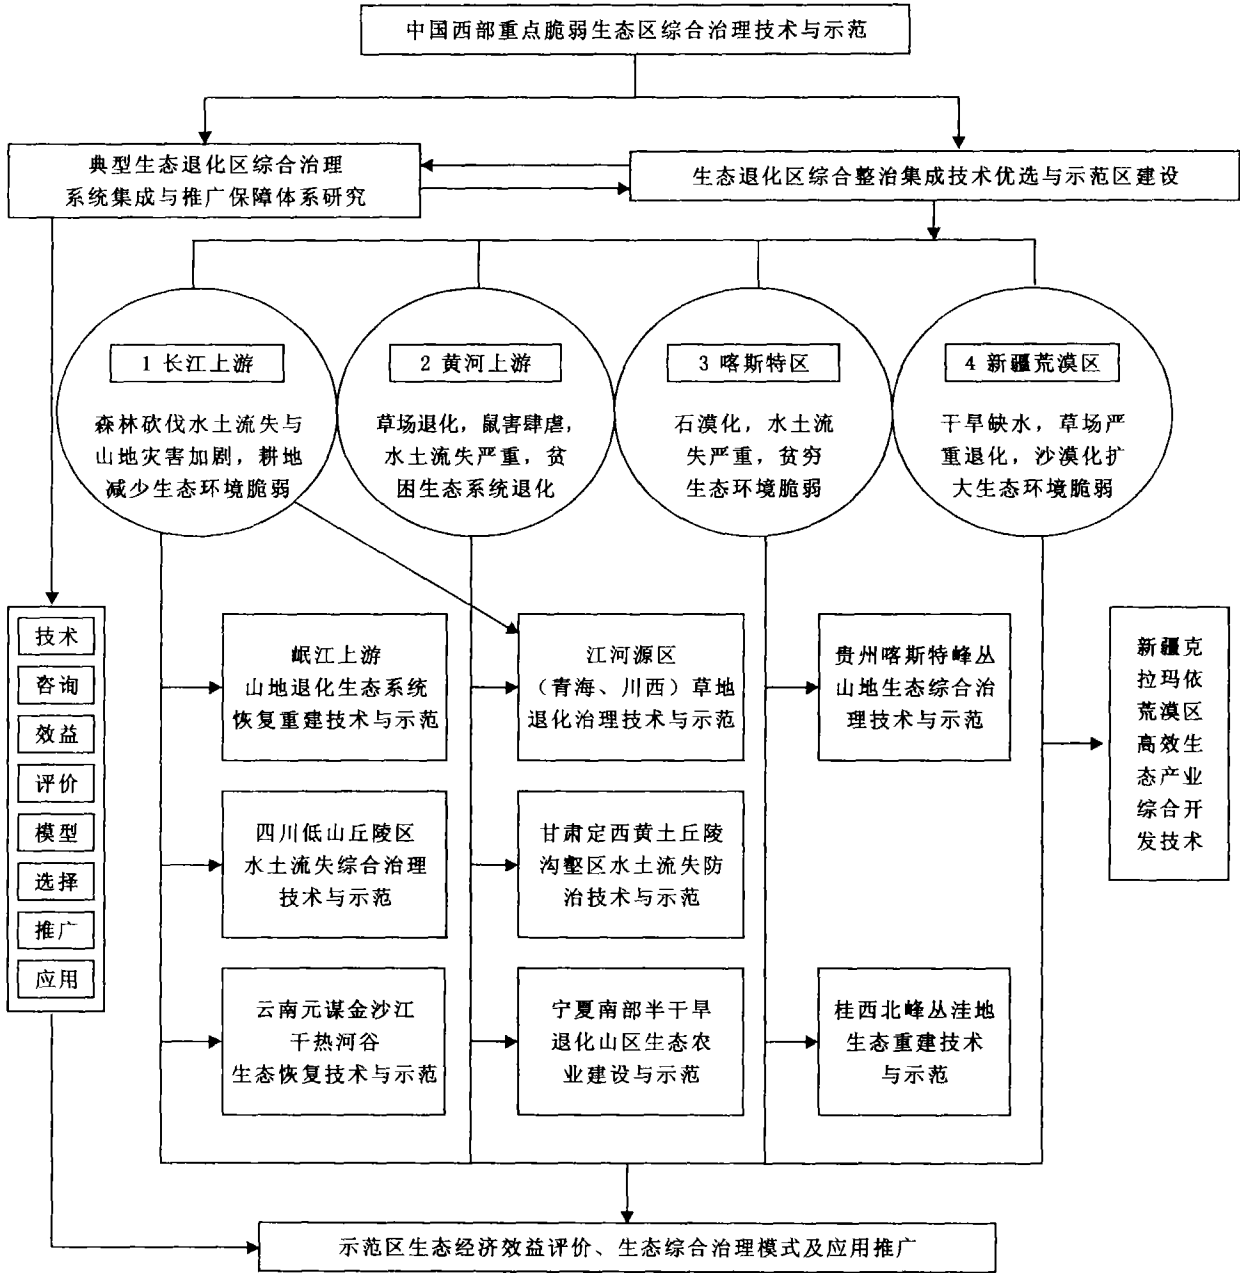 中国西部重点脆弱生态区综合治理技术与示范
典型生态退化区综合治理
系统集成与推广保障体系研究
生态退化区综合整治集成技术优选与示范区建设
1 长江上游
森林砍伐水土流失与
山地灾害加剧，耕地
减少生态环境脆弱
2 黄河上游
草场退化，鼠害肆虐，
水土流失严重，贫
困生态系统退化
3 喀斯特区
石漠化，水土流
失严重，贫穷
生态环境脆弱
4 新疆荒漠区
干旱缺水，草场严
重退化，沙漠化扩
大生态环境脆弱
技术
咨询
效益
评价
模型
选择
推广
应用
岷江上游
山地退化生态系统
恢复重建技术与示范
江河源区
（青海、川西）草地
退化治理技术与示范
贵州喀斯特峰丛
山地生态综合治
理技术与示范
新疆克
拉玛依
荒漠区
高效生
态产业
综合开
发技术
四川低山丘陵区
水土流失综合治理
技术与示范
甘肃定西黄土丘陵
沟壑区水土流失防
治技术与示范
云南元谋金沙江
干热河谷
生态恢复技术与示范
宁夏南部半干旱
退化山区生态农
业建设与示范
桂西北峰丛洼地
生态重建技术
与示范
示范区生态经济效益评价、生态综合治理模式及应用推广